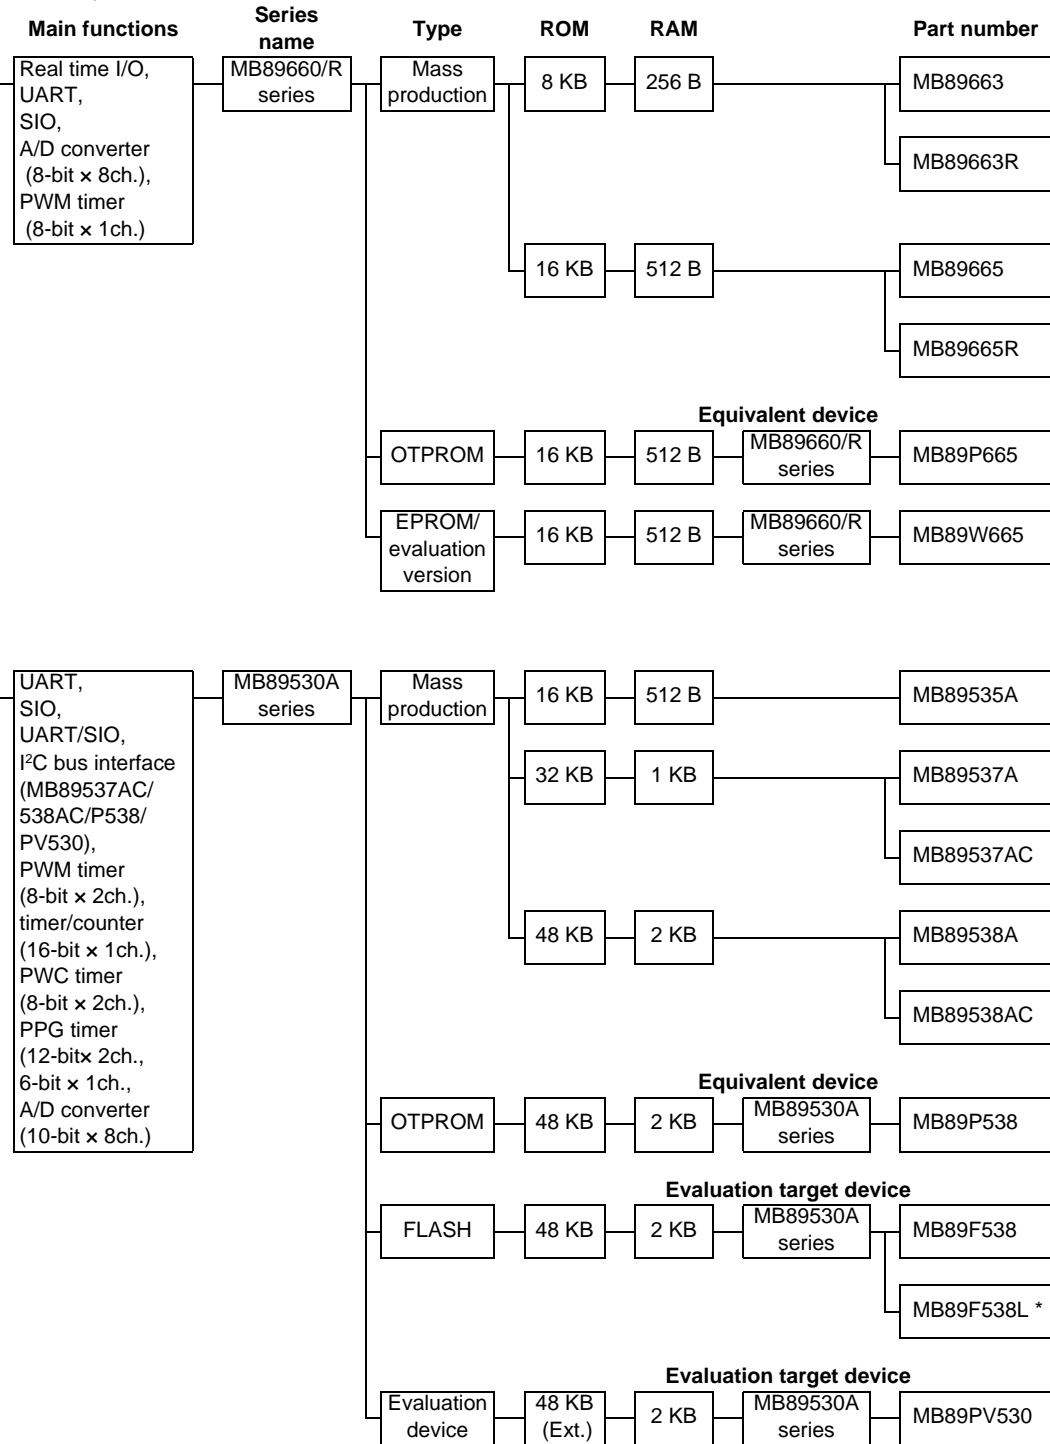 Main functions
Series
name
Type
ROM
RAM
Part number
Real time I/O,
UART,
SIO,
A/D converter
(8-bit × 8ch.),
PWM timer
(8-bit × 1ch.)
MB89660/R
series
Mass
production
8 KB
256 B
MB89663
MB89663R
16 KB
512 B
MB89665
MB89665R
Equivalent device
OTPROM
16 KB
512 B
MB89660/R
series
MB89P665
EPROM/
evaluation
version
16 KB
512 B
MB89660/R
series
MB89W665
UART,
SIO,
UART/SIO,
I²C bus interface
(MB89537AC/
538AC/P538/
PV530),
PWM timer
(8-bit × 2ch.),
timer/counter
(16-bit × 1ch.),
PWC timer
(8-bit × 2ch.),
PPG timer
(12-bit× 2ch.,
6-bit × 1ch.,
A/D converter
(10-bit × 8ch.)
MB89530A
series
Mass
production
16 KB
512 B
MB89535A
32 KB
1 KB
MB89537A
MB89537AC
48 KB
2 KB
MB89538A
MB89538AC
Equivalent device
OTPROM
48 KB
2 KB
MB89530A
series
MB89P538
Evaluation target device
FLASH
48 KB
2 KB
MB89530A
series
MB89F538
MB89F538L *
Evaluation target device
Evaluation
device
48 KB
(Ext.)
2 KB
MB89530A
series
MB89PV530